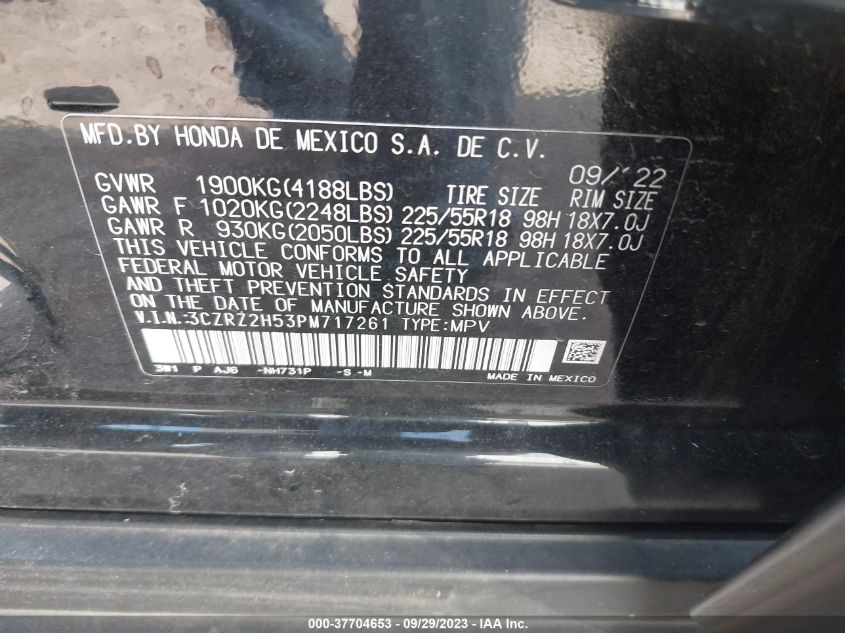 MFD.BY HONDA DE MEXICO S.A. DE C.V.
09/'22
GVWR 1900KG(4188LBS) TIRE SIZE RIM SIZE
GAWR F 1020KG(2248LBS) 225/55R18 98H 18X7.0J
GAWR R 930KG(2050LBS) 225/55R18 98H 18X7.0J
THIS VEHICLE CONFORMS TO ALL APPLICABLE
FEDERAL MOTOR VEHICLE SAFETY
AND THEFT PREVENTION STANDARDS IN EFFECT
ON THE DATE OF MANUFACTURE SHOWN ABOVE.
V.I.N.:3CZRZ2H53PM717261 TYPE:MPV
3W1 P AJ6 -NH731P -S -M MADE IN MEXICO
000-37704653 - 09/29/2023 - IAA Inc.